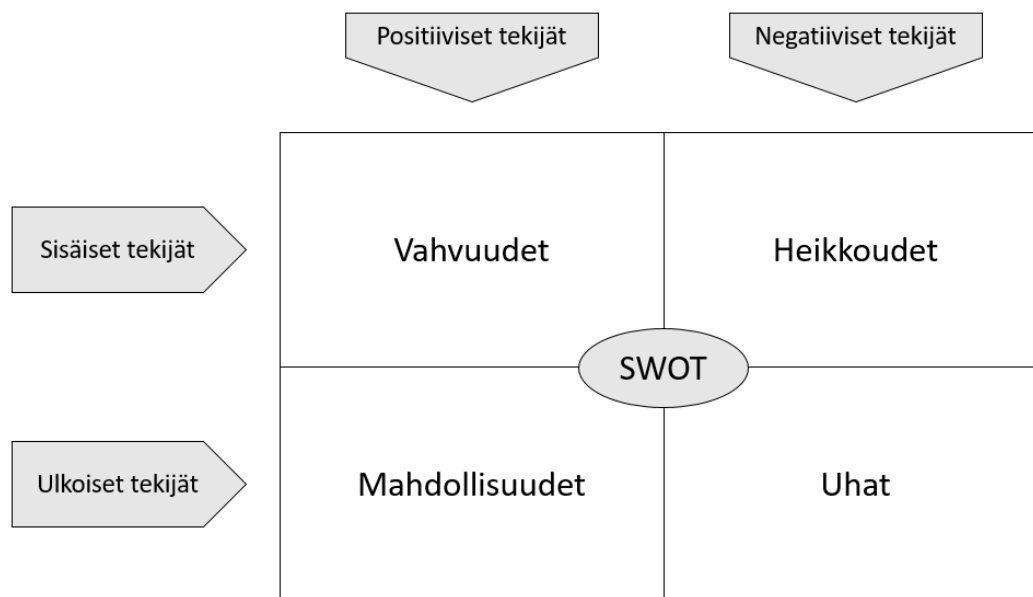 Positiiviset tekijät
Negatiiviset tekijät
Sisäiset tekijät
Vahvuudet
Heikkoudet
SWOT
Ulkoiset tekijät
Mahdollisuudet
Uhat